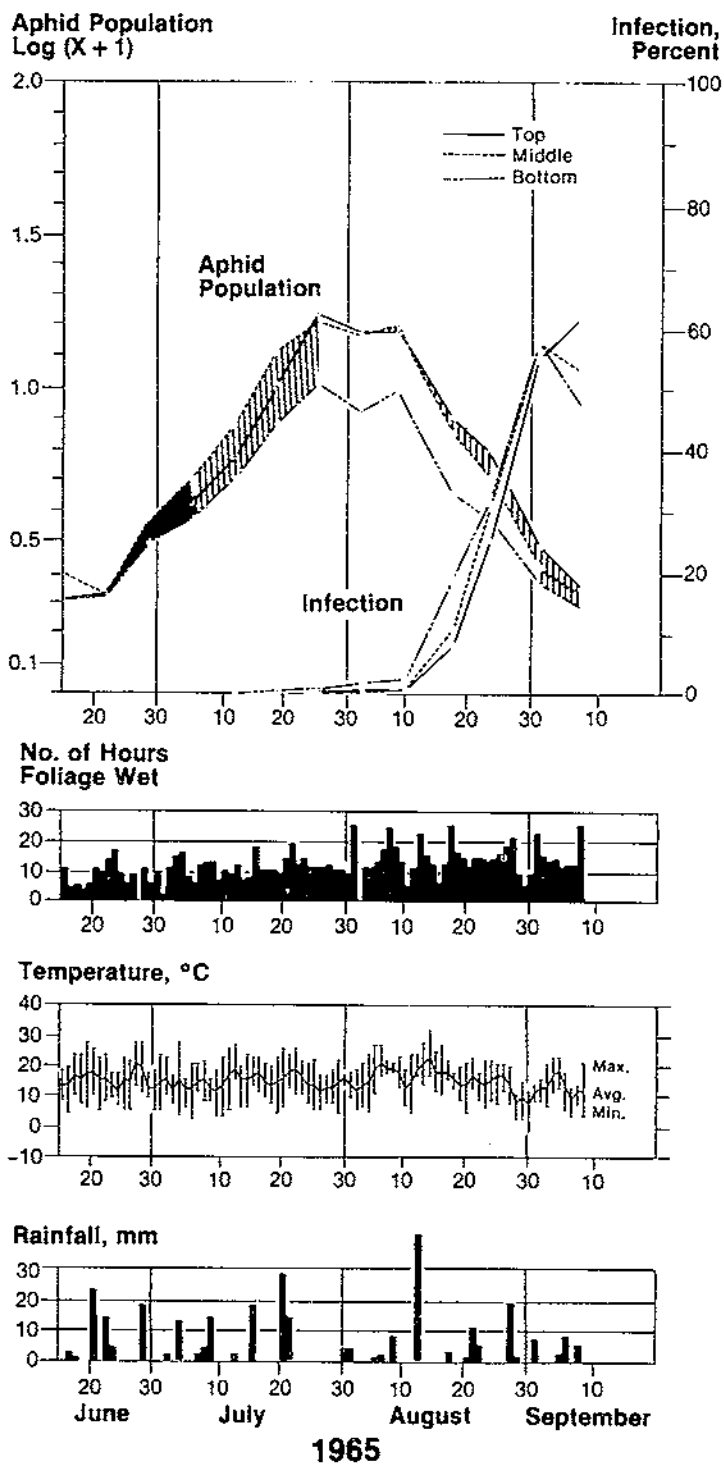 Aphid Population
Log (X + 1)
Infection,
Percent
2.0
1.5
1.0
0.5
0.1
100
80
60
40
20
0
Top
Middle
Bottom
Aphid
Population
Infection
20 30 10 20 30 10 20 30 10
No. of Hours
Foliage Wet
30
20
10
0
20 30 10 20 30 10 20 30 10
Temperature, °C
40
30
20
10
0
-10
Max.
Avg.
Min.
20 30 10 20 30 10 20 30 10
Rainfall, mm
30
20
10
0
20 30 10 20 30 10 20 30 10
June July August September
1965